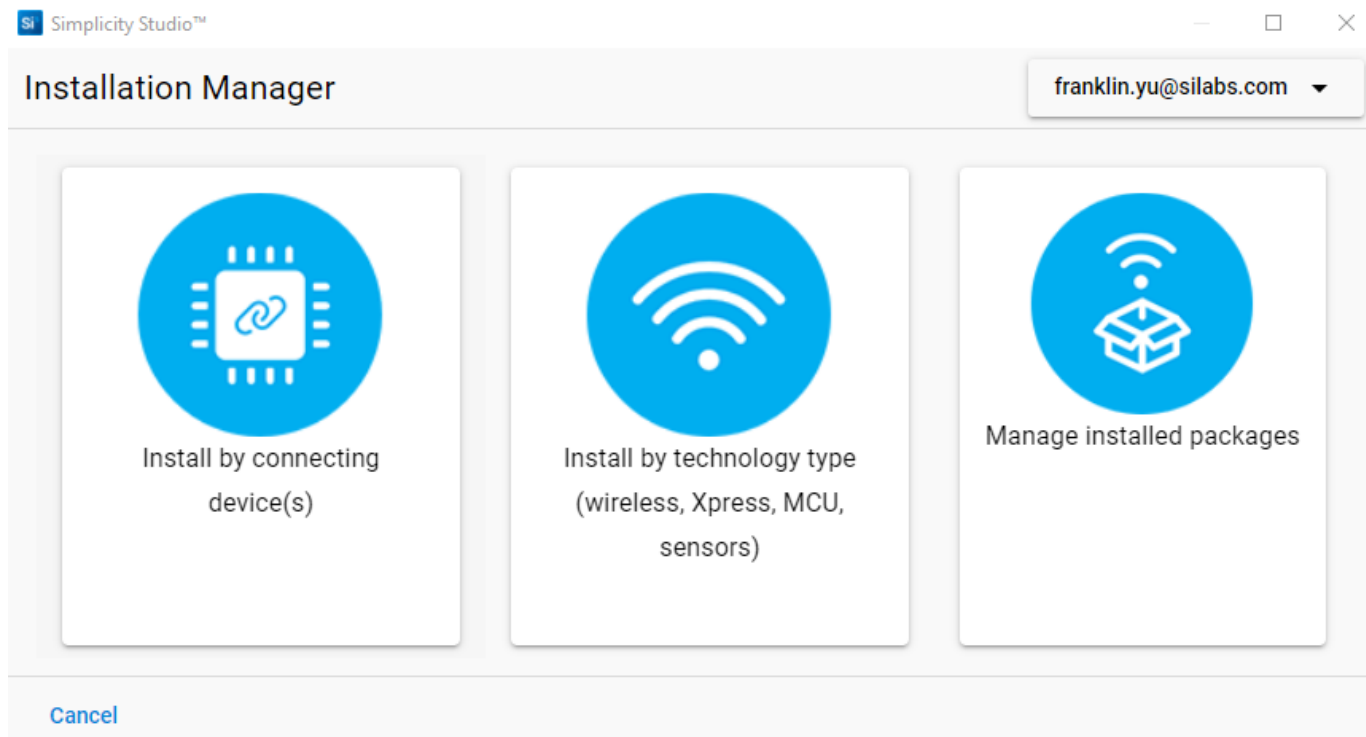 Si Simplicity Studio™
Installation Manager
franklin.yu@silabs.com
Install by connecting
device(s)
Install by technology type
(wireless, Xpress, MCU,
sensors)
Manage installed packages
Cancel